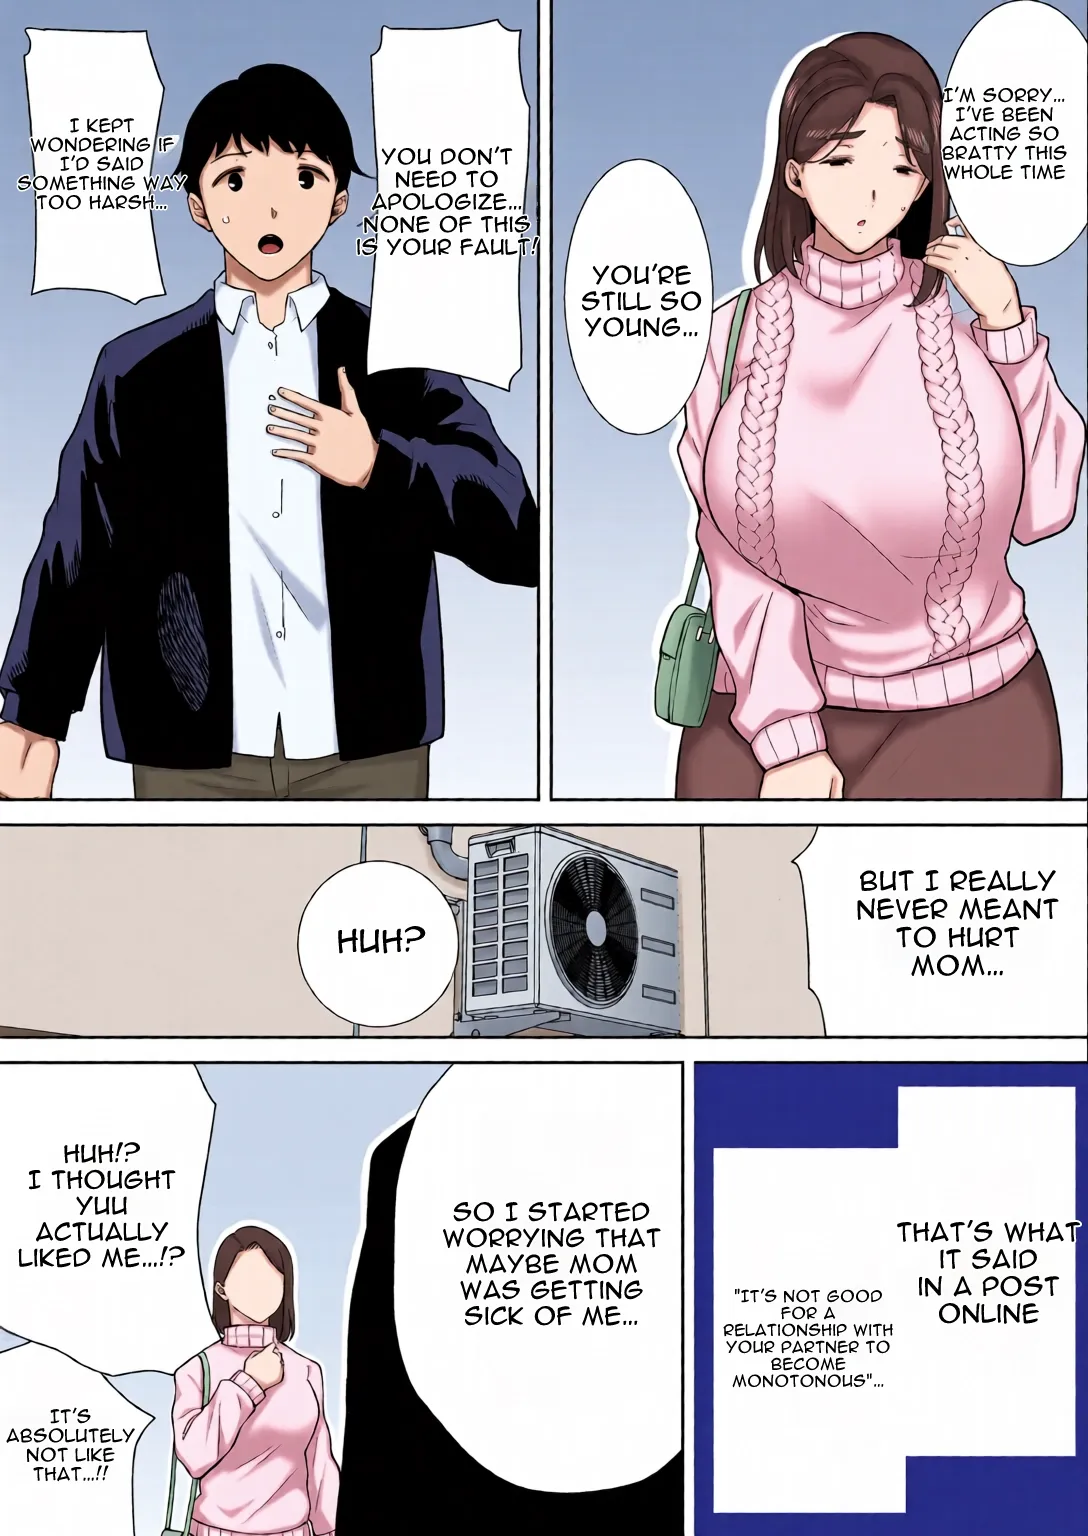 I'M SORRY...
I'VE BEEN
ACTING SO
BRATTY THIS
WHOLE TIME
YOU'RE
STILL SO
YOUNG...
YOU DON'T
NEED TO
APOLOGIZE...
NONE OF THIS
IS YOUR FAULT!
I KEPT
WONDERING IF
I'D SAID
SOMETHING WAY
TOO HARSH...
BUT I REALLY
NEVER MEANT
TO HURT
MOM...
HUH?
THAT'S WHAT
IT SAID
IN A POST
ONLINE
"IT'S NOT GOOD
FOR A
RELATIONSHIP WITH
YOUR PARTNER TO
BECOME
MONOTONOUS"...
SO I STARTED
WORRYING THAT
MAYBE MOM
WAS GETTING
SICK OF ME...
HUH!?
I THOUGHT
YUU
ACTUALLY
LIKED ME...!?
IT'S
ABSOLUTELY
NOT LIKE
THAT...!!